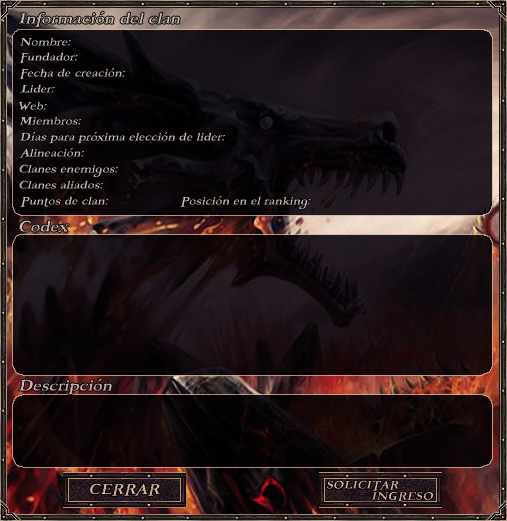 Información del clan
Nombre:
Fundador:
Fecha de creación:
Lider:
Web:
Miembros:
Días para próxima elección de lider:
Alineación:
Clanes enemigos:
Clanes aliados:
Puntos de clan: Posición en el ranking:
Codex
Descripción
CERRAR
SOLICITAR
INGRESO